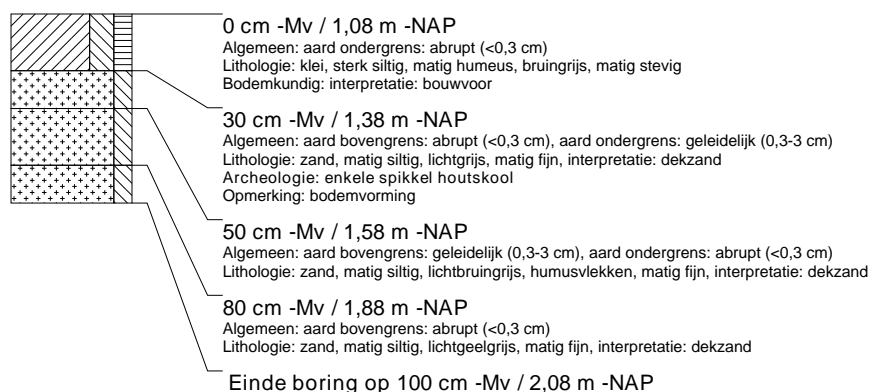 0 cm -Mv / 1,08 m -NAP
Algemeen: aard ondergrens: abrupt (<0,3 cm)
Lithologie: klei, sterk siltig, matig humeus, bruingrijs, matig stevig
Bodemkundig: interpretatie: bouwvoor
30 cm -Mv / 1,38 m -NAP
Algemeen: aard bovengrens: abrupt (<0,3 cm), aard ondergrens: geleidelijk (0,3-3 cm)
Lithologie: zand, matig siltig, lichtgrijs, matig fijn, interpretatie: dekzand
Archeologie: enkele spikkel houtskool
Opmerking: bodemvorming
50 cm -Mv / 1,58 m -NAP
Algemeen: aard bovengrens: geleidelijk (0,3-3 cm), aard ondergrens: abrupt (<0,3 cm)
Lithologie: zand, matig siltig, lichtbruingrijs, humusvlekken, matig fijn, interpretatie: dekzand
80 cm -Mv / 1,88 m -NAP
Algemeen: aard bovengrens: abrupt (<0,3 cm)
Lithologie: zand, matig siltig, lichtgeelgrijs, matig fijn, interpretatie: dekzand
Einde boring op 100 cm -Mv / 2,08 m -NAP